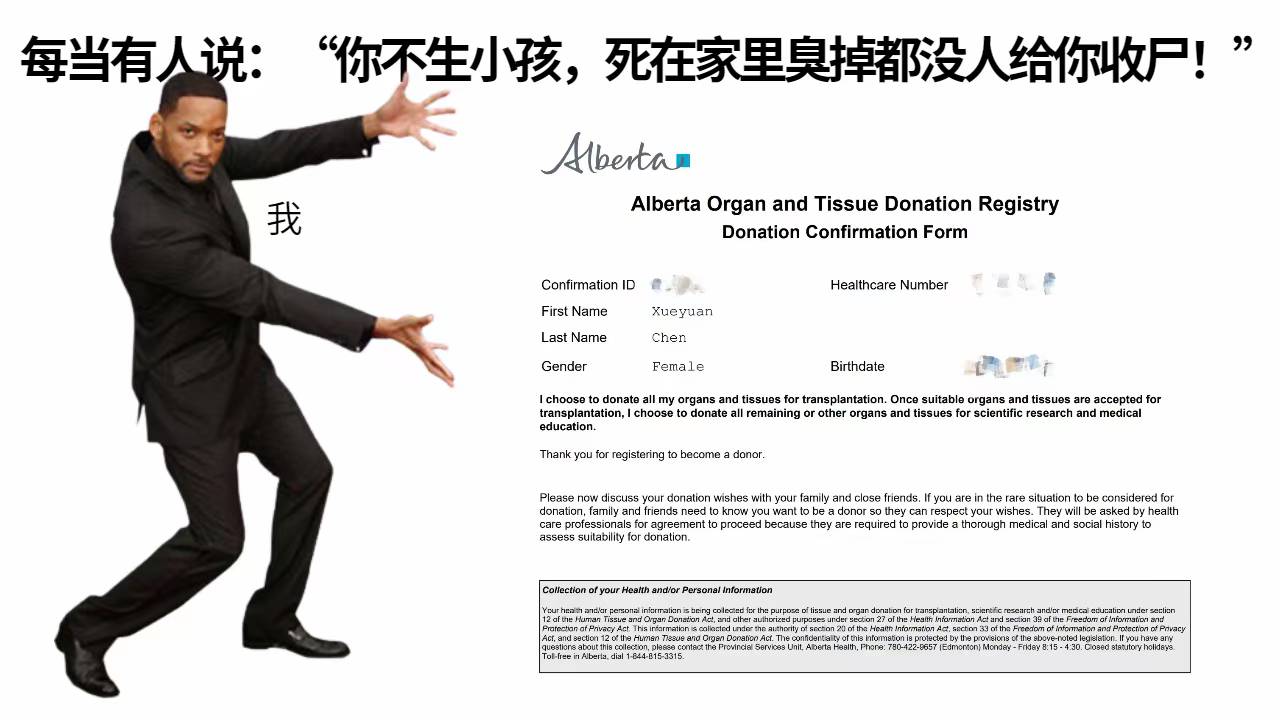 每当有人说：“你不生小孩，死在家里臭掉都没人给你收尸！”
我
Alberta
Alberta Organ and Tissue Donation Registry
Donation Confirmation Form
Confirmation ID
Healthcare Number
First Name Xueyuan
Last Name Chen
Gender Female
Birthdate
I choose to donate all my organs and tissues for transplantation. Once suitable organs and tissues are accepted for
transplantation, I choose to donate all remaining or other organs and tissues for scientific research and medical
education.
Thank you for registering to become a donor.
Please now discuss your donation wishes with your family and close friends. If you are in the rare situation to be considered for
donation, family and friends need to know you want to be a donor so they can respect your wishes. They will be asked by health
care professionals for agreement to proceed because they are required to provide a thorough medical and social history to
assess suitability for donation.
Collection of your Health and/or Personal Information
Your health and/or personal information is being collected for the purpose of tissue and organ donation for transplantation, scientific research and/or medical education under section
12 of the Human Tissue and Organ Donation Act, and other authorized purposes under section 27 of the Health Information Act and section 39 of the Freedom of Information and
Protection of Privacy Act. This information is collected under the authority of section 20 of the Health Information Act, section 33 of the Freedom of Information and Protection of Privacy
Act, and section 12 of the Human Tissue and Organ Donation Act. The confidentiality of this information is protected by the provisions of the above-noted legislation. If you have any
questions about this collection, please contact the Provincial Services Unit, Alberta Health, Phone: 780-422-9657 (Edmonton) Monday - Friday 8:15 - 4:30. Closed statutory holidays.
Toll-free in Alberta, dial 1-844-815-3315.